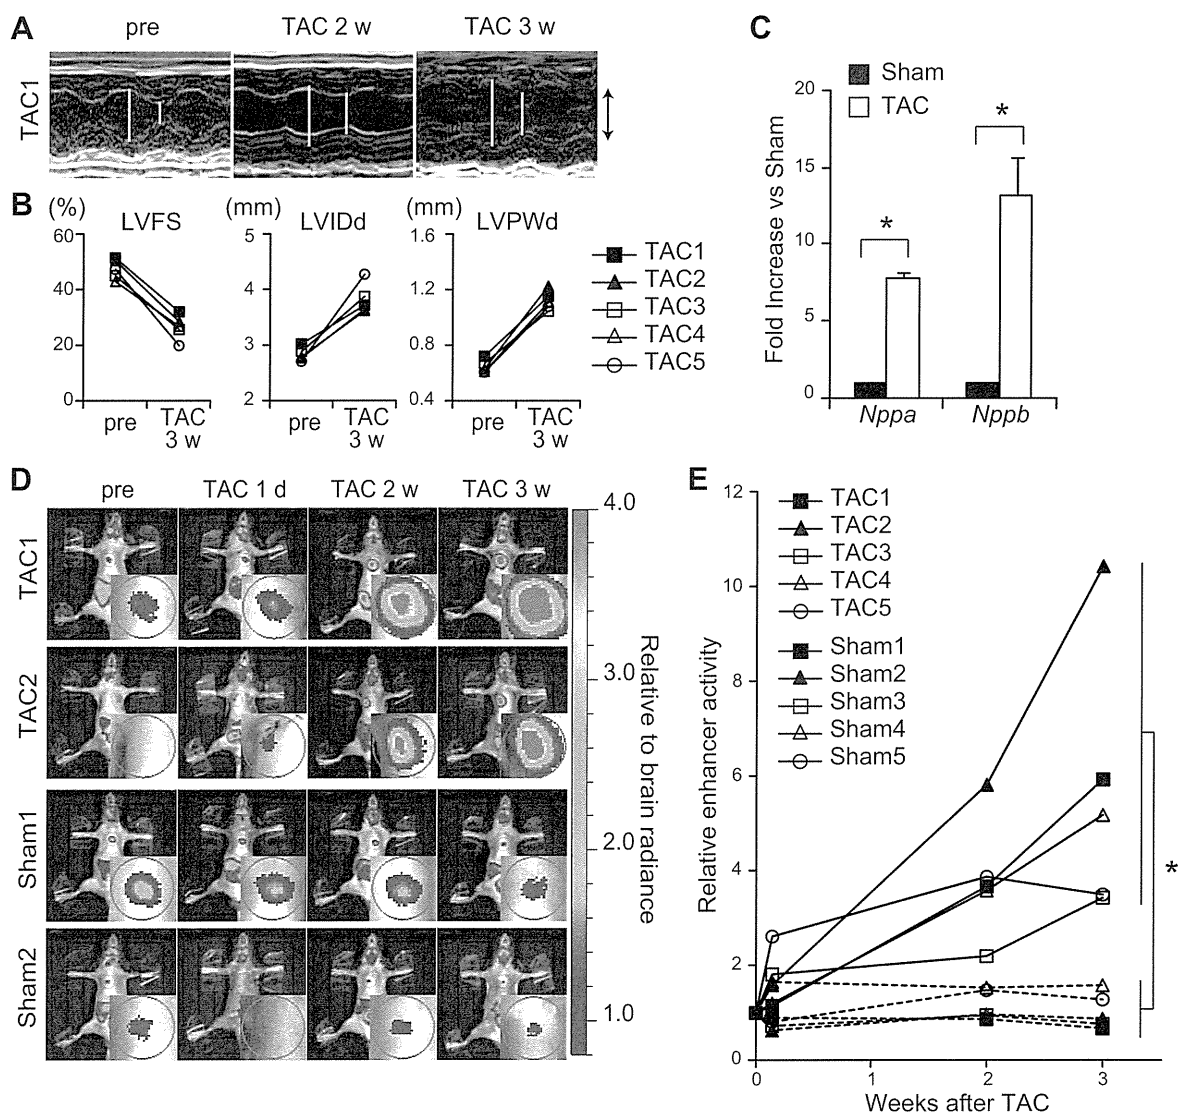 A
pre
TAC 2 w
TAC 3 w
TAC1
B
(%)
LVFS
60
40
20
0
pre
TAC
3 w
(mm)
LVIDd
5
4
3
2
pre
TAC
3 w
(mm)
LVPWd
1.6
1.2
0.8
0.4
pre
TAC
3 w
TAC1
TAC2
TAC3
TAC4
TAC5
C
Sham
TAC
Fold Increase vs Sham
20
15
10
5
0
*
*
Nppa
Nppb
D
pre
TAC 1 d
TAC 2 w
TAC 3 w
TAC1
TAC2
Sham1
Sham2
4.0
3.0
2.0
1.0
Relative to brain radiance
E
Relative enhancer activity
12
10
8
6
4
2
0
TAC1
TAC2
TAC3
TAC4
TAC5
Sham1
Sham2
Sham3
Sham4
Sham5
*
0
1
2
3
Weeks after TAC